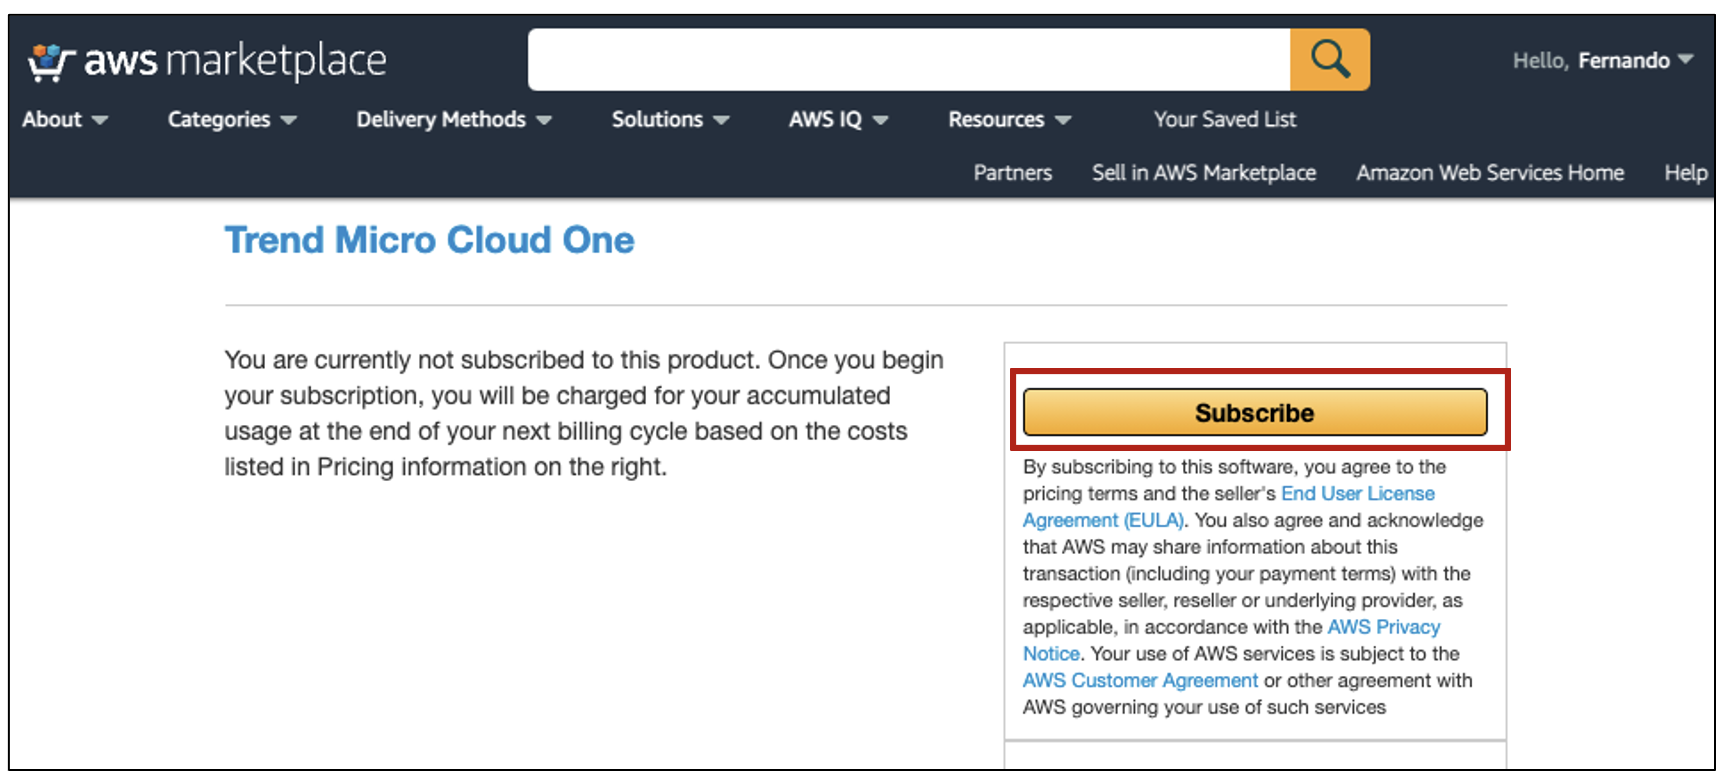 aws marketplace
Hello, Fernando
About
Categories
Delivery Methods
Solutions
AWS IQ
Resources
Your Saved List
Partners
Sell in AWS Marketplace
Amazon Web Services Home
Help
Trend Micro Cloud One
You are currently not subscribed to this product. Once you begin
your subscription, you will be charged for your accumulated
usage at the end of your next billing cycle based on the costs
listed in Pricing information on the right.
Subscribe
By subscribing to this software, you agree to the
pricing terms and the seller's End User License
Agreement (EULA). You also agree and acknowledge
that AWS may share information about this
transaction (including your payment terms) with the
respective seller, reseller or underlying provider, as
applicable, in accordance with the AWS Privacy
Notice. Your use of AWS services is subject to the
AWS Customer Agreement or other agreement with
AWS governing your use of such services